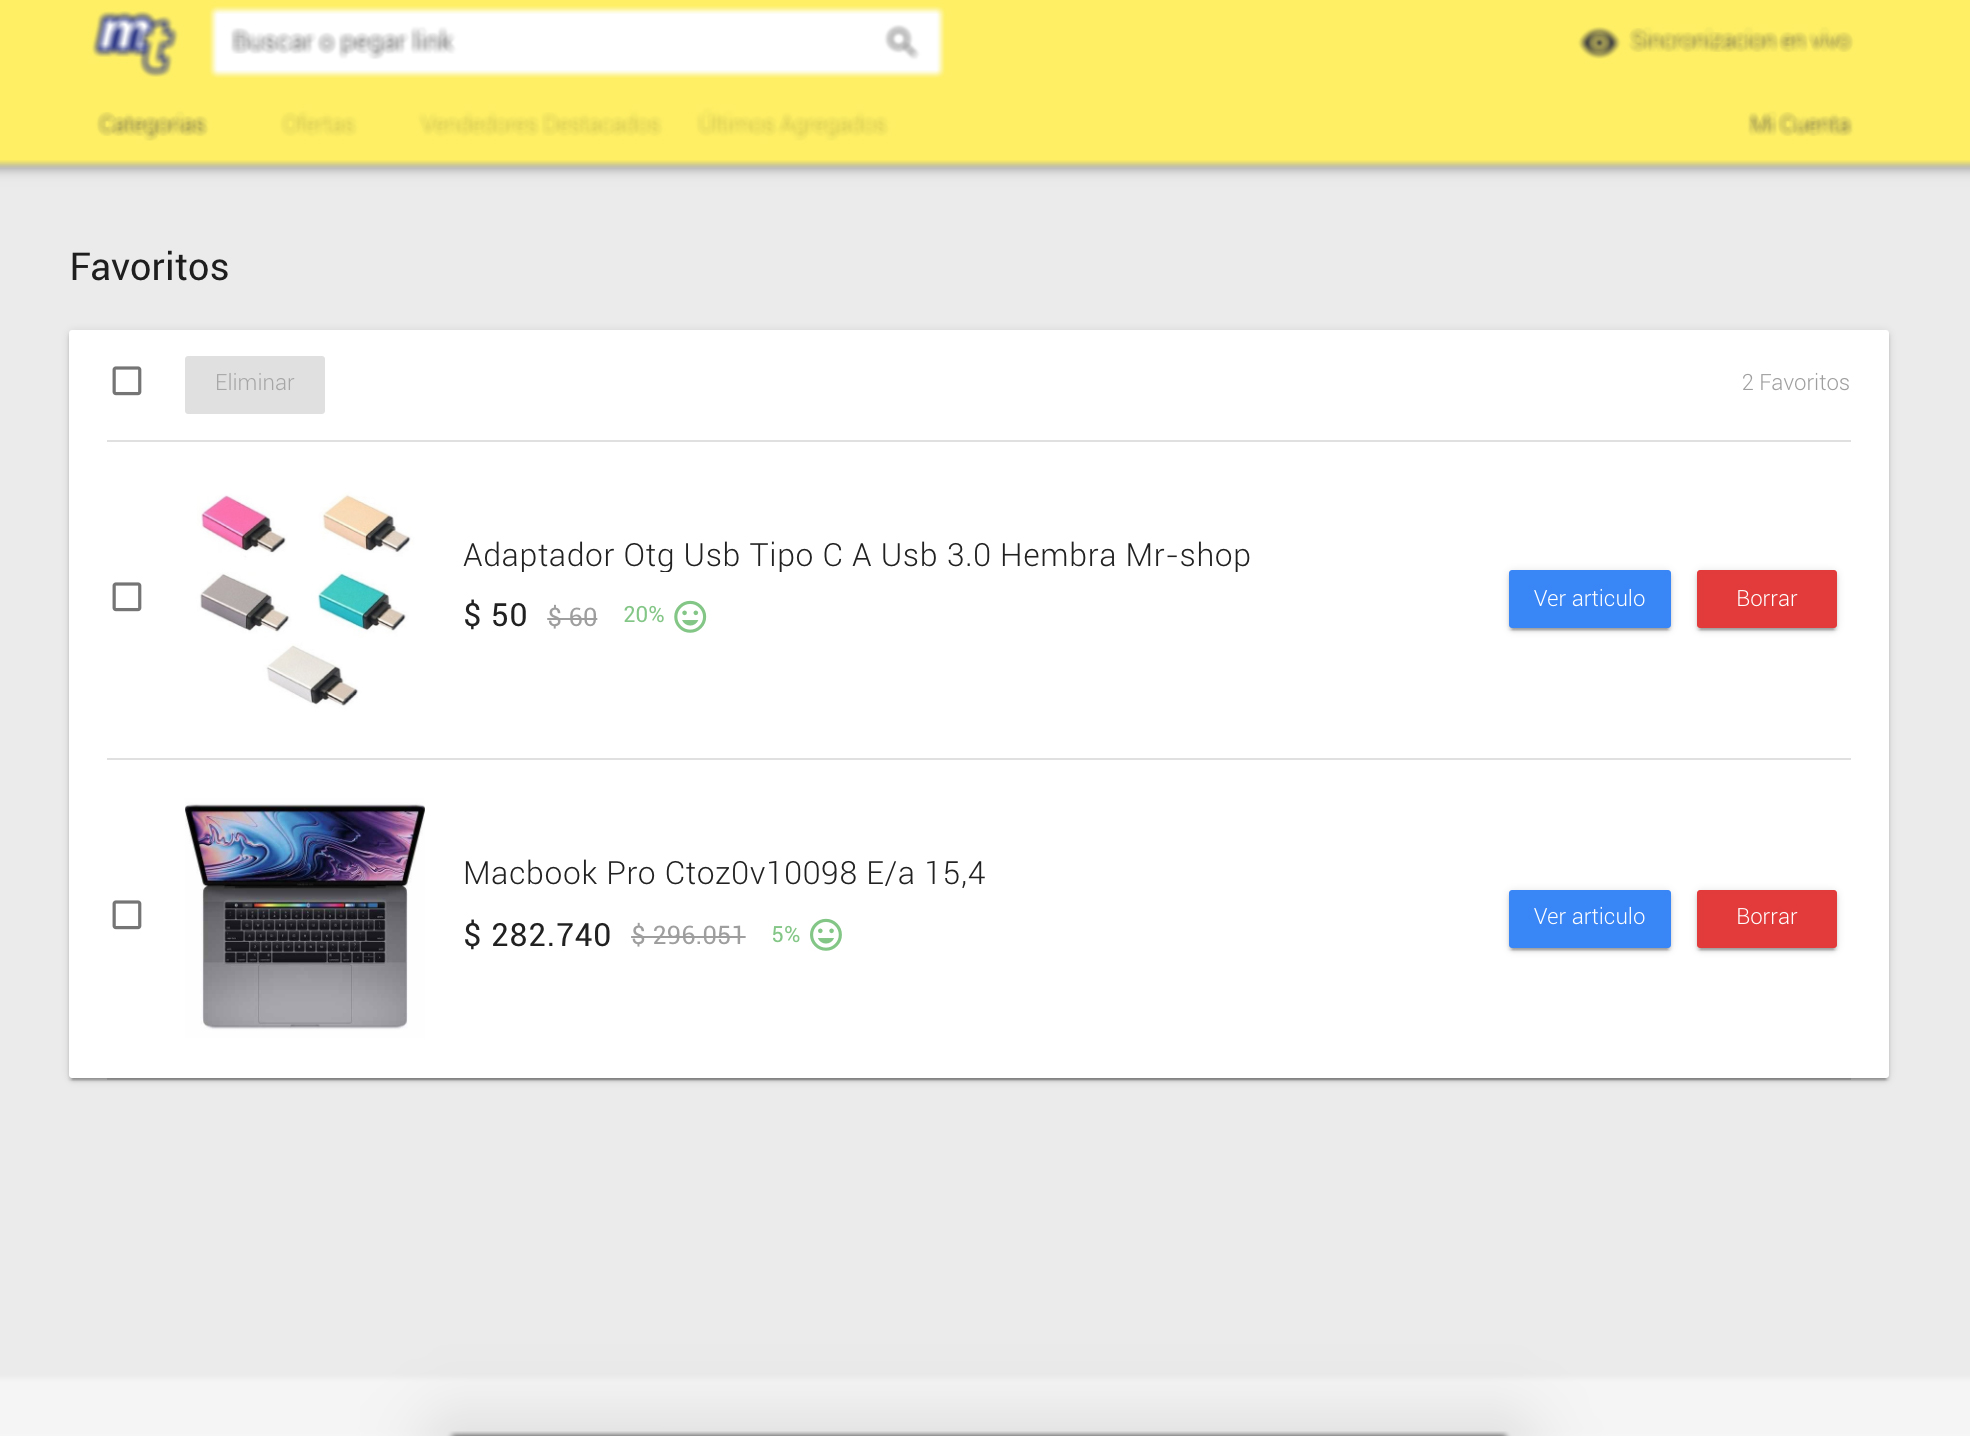 mt
Buscar o pegar link
Sincronizacion en vivo
Categorias
Ofertas
Vendedores Destacados
Últimos Agregados
Mi Cuenta
Favoritos
Eliminar
2 Favoritos
Adaptador Otg Usb Tipo C A Usb 3.0 Hembra Mr-shop
$ 50 $ 60 20%
Ver articulo
Borrar
Macbook Pro Ctoz0v10098 E/a 15,4
$ 282.740 $ 296.051 5%
Ver articulo
Borrar